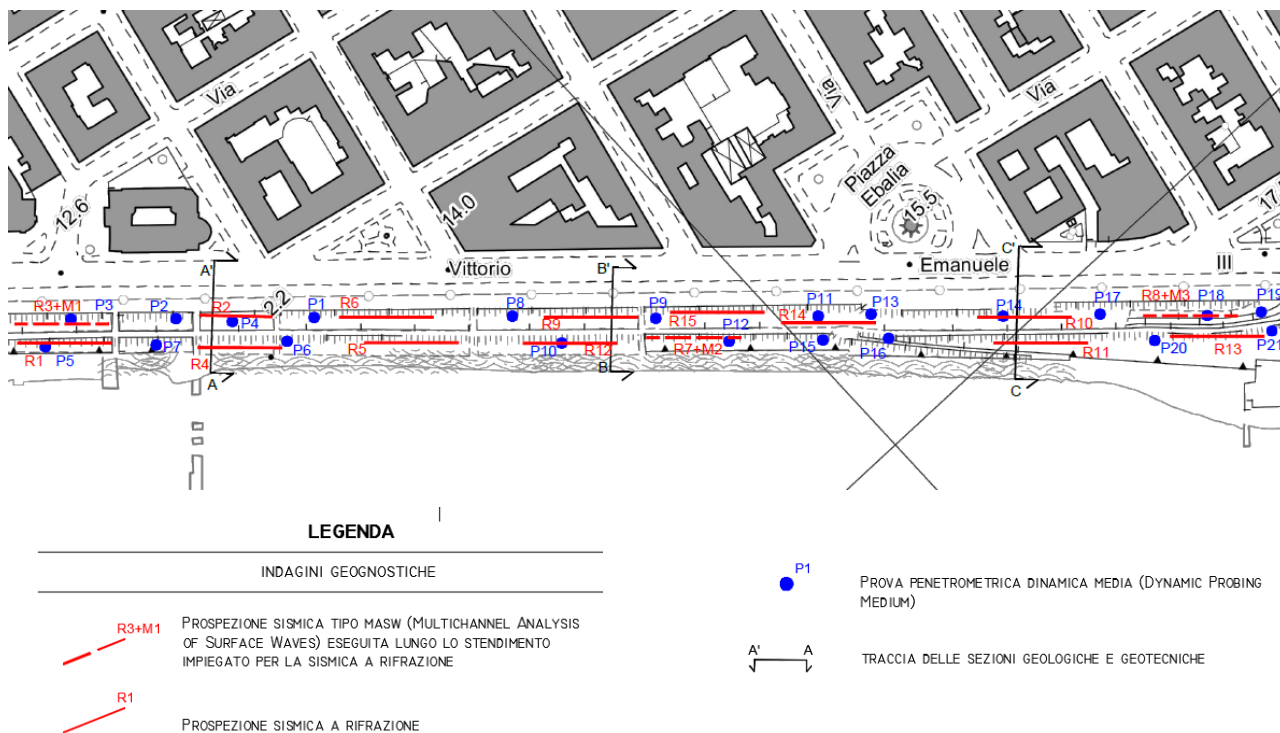 Via
Via
Via
Piazza
Ebalia
12.6
14.0
15.5
17.
A'
Vittorio
B'
C'
Emanuele
III
R3+M1
P3
P2
R2
2.2
P1
R6
P8
P9
P11
P13
P14
P17
R8+M3
P18
P19
P4
R9
R15
R14
R10
R1
P5
P7
R4
P6
R5
P10
R12
R7+M2
P12
P15
P16
R11
P20
R13
P21
A
B
C
LEGENDA
INDAGINI GEOGNOSTICHE
R3+M1
PROSPEZIONE SISMICA TIPO MASW (MULTICHANNEL ANALYSIS
OF SURFACE WAVES) ESEGUITA LUNGO LO STENDIMENTO
IMPIEGATO PER LA SISMICA A RIFRAZIONE
R1
PROSPEZIONE SISMICA A RIFRAZIONE
P1
PROVA PENETROMETRICA DINAMICA MEDIA (DYNAMIC PROBING
MEDIUM)
A' A
TRACCIA DELLE SEZIONI GEOLOGICHE E GEOTECNICHE